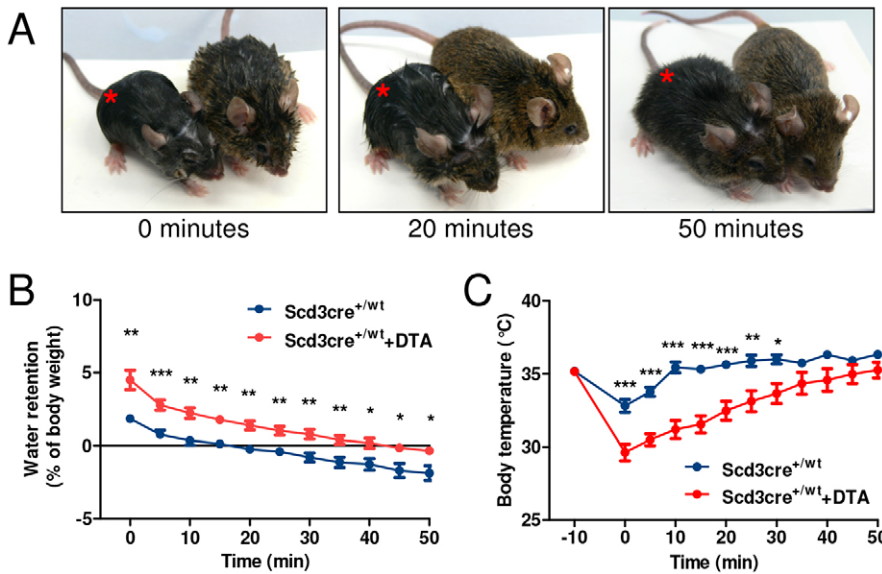 A
*
*
*
0 minutes
20 minutes
50 minutes
B
Water retention
(% of body weight)
10
5
0
-5
Scd3cre+/wt
Scd3cre+/wt+DTA
** *** ** ** ** ** ** ** * * *
0 10 20 30 40 50
Time (min)
C
Body temperature (°C)
40
35
30
25
*** *** *** *** *** ** *
Scd3cre+/wt
Scd3cre+/wt+DTA
-10 0 10 20 30 40 50
Time (min)